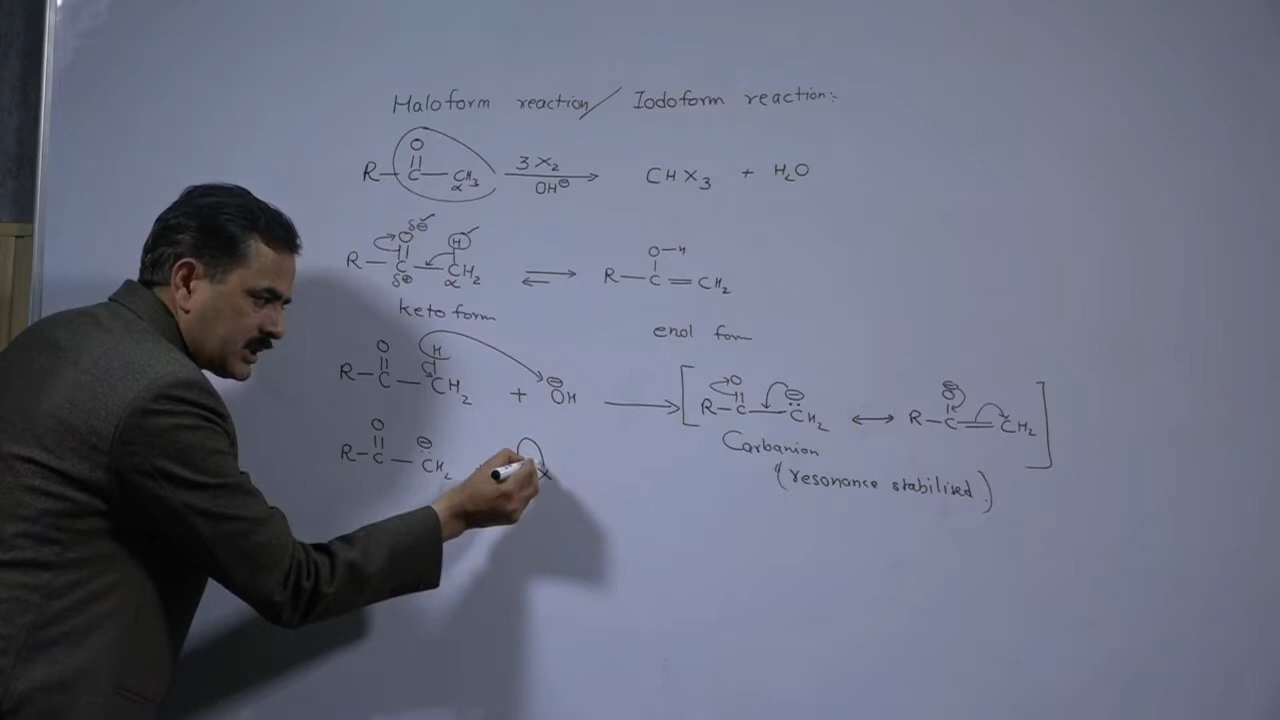 Haloform reaction / Iodoform reaction:-
O
R—C—CH3 3X2 OH⊖ CHX3 + H2O
α
δ⊖ O H
R—C—CH2 ⇌ R—C=CH2
δ⊕ α O—H
keto form enol form
O H
R—C—CH2 + ⊖OH → [R—C—CH2 ↔ R—C=CH2]
O ⊖ ⊖O
Carbanion
(resonance stabilised)
O ⊖
R—C—CH2 X